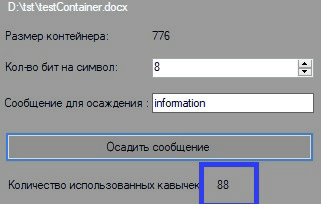 D:\tst\testContainer.docx
Размер контейнера: 776
Кол-во бит на символ: 8
Сообщение для осаждения : information
Осадить сообщение
Количество использованных кавычек 88